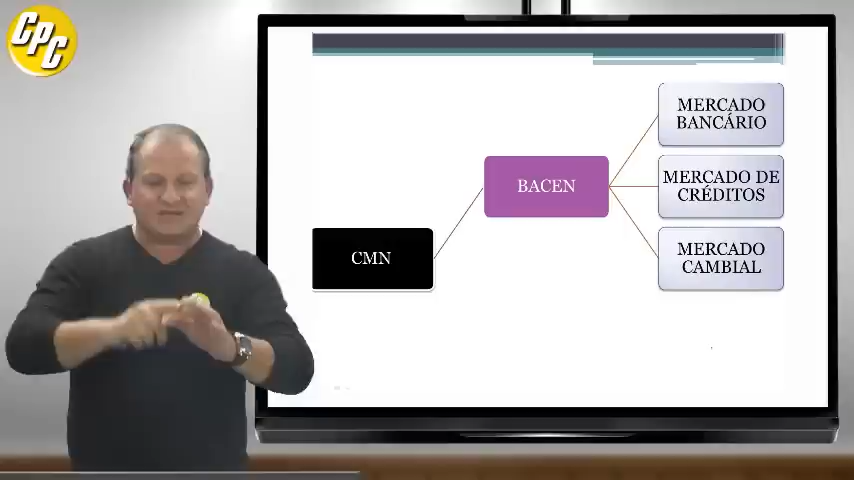 CPC
MERCADO
BANCÁRIO
BACEN
MERCADO DE
CRÉDITOS
CMN
MERCADO
CAMBIAL